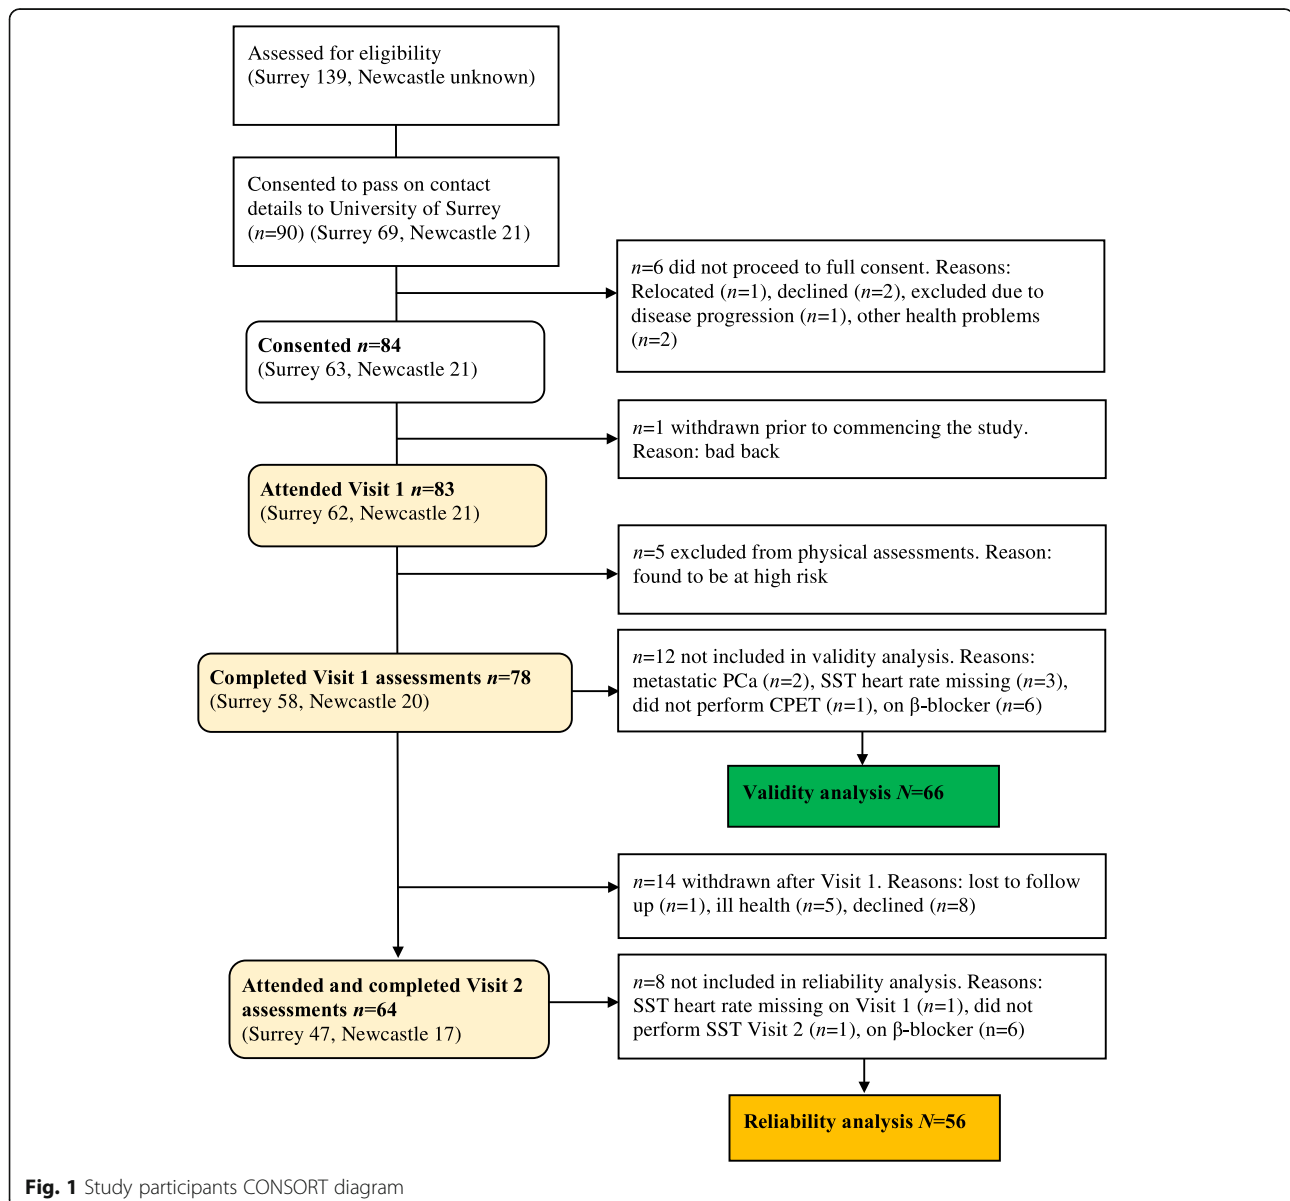 Assessed for eligibility
(Surrey 139, Newcastle unknown)
Consented to pass on contact
details to University of Surrey
(n=90) (Surrey 69, Newcastle 21)
n=6 did not proceed to full consent. Reasons:
Relocated (n=1), declined (n=2), excluded due to
disease progression (n=1), other health problems
(n=2)
Consented n=84
(Surrey 63, Newcastle 21)
n=1 withdrawn prior to commencing the study.
Reason: bad back
Attended Visit 1 n=83
(Surrey 62, Newcastle 21)
n=5 excluded from physical assessments. Reason:
found to be at high risk
Completed Visit 1 assessments n=78
(Surrey 58, Newcastle 20)
n=12 not included in validity analysis. Reasons:
metastatic PCa (n=2), SST heart rate missing (n=3),
did not perform CPET (n=1), on β-blocker (n=6)
Validity analysis N=66
n=14 withdrawn after Visit 1. Reasons: lost to follow
up (n=1), ill health (n=5), declined (n=8)
Attended and completed Visit 2
assessments n=64
(Surrey 47, Newcastle 17)
n=8 not included in reliability analysis. Reasons:
SST heart rate missing on Visit 1 (n=1), did not
perform SST Visit 2 (n=1), on β-blocker (n=6)
Reliability analysis N=56
Fig. 1 Study participants CONSORT diagram